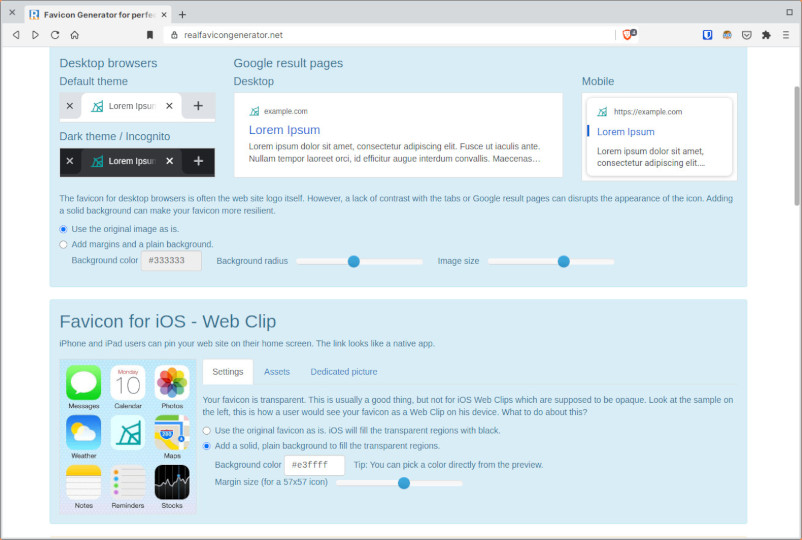 Favicon Generator for perfe
realfavicongenerator.net
4
Desktop browsers
Google result pages
Default theme
Desktop
Mobile
Lorem Ipsum
example.com
https://example.com
Lorem Ipsum
Lorem Ipsum
Dark theme / Incognito
Lorem ipsum dolor sit amet, consectetur adipiscing elit. Fusce ut iaculis ante.
Nullam tempor laoreet orci, id efficitur augue interdum convallis. Maecenas…
Lorem ipsum dolor sit amet,
consectetur adipiscing elit.…
Lorem Ipsum
The favicon for desktop browsers is often the web site logo itself. However, a lack of contrast with the tabs or Google result pages can disrupts the appearance of the icon. Adding
a solid background can make your favicon more resilient.
Use the original image as is.
Add margins and a plain background.
Background color #333333 Background radius Image size
Favicon for iOS - Web Clip
iPhone and iPad users can pin your web site on their home screen. The link looks like a native app.
Settings Assets Dedicated picture
Monday
10
Messages Calendar Photos
280
Weather Maps
Notes Reminders Stocks
Your favicon is transparent. This is usually a good thing, but not for iOS Web Clips which are supposed to be opaque. Look at the sample on
the left, this is how a user would see your favicon as a Web Clip on his device. What to do about this?
Use the original favicon as is. iOS will fill the transparent regions with black.
Add a solid, plain background to fill the transparent regions.
Background color #e3ffff Tip: You can pick a color directly from the preview.
Margin size (for a 57x57 icon)